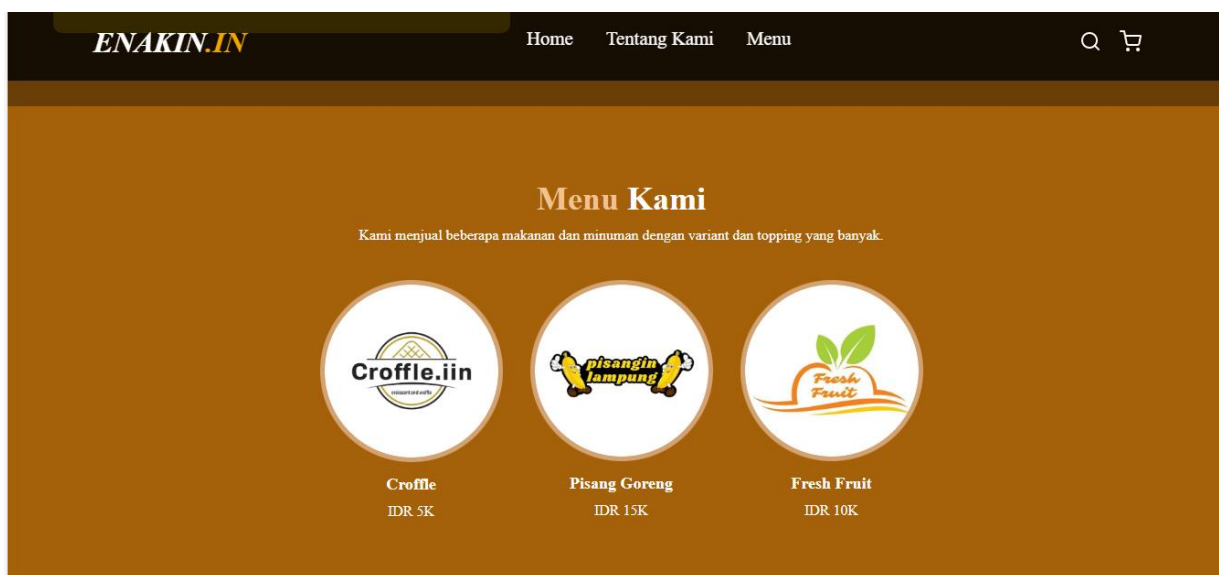 ENAKIN.IN Home Tentang Kami Menu
Menu Kami
Kami menjual beberapa makanan dan minuman dengan variant dan topping yang banyak.
Croffle.iin
pisangin
lampung
Fresh
Fruit
Croffle Pisang Goreng Fresh Fruit
IDR 5K IDR 15K IDR 10K